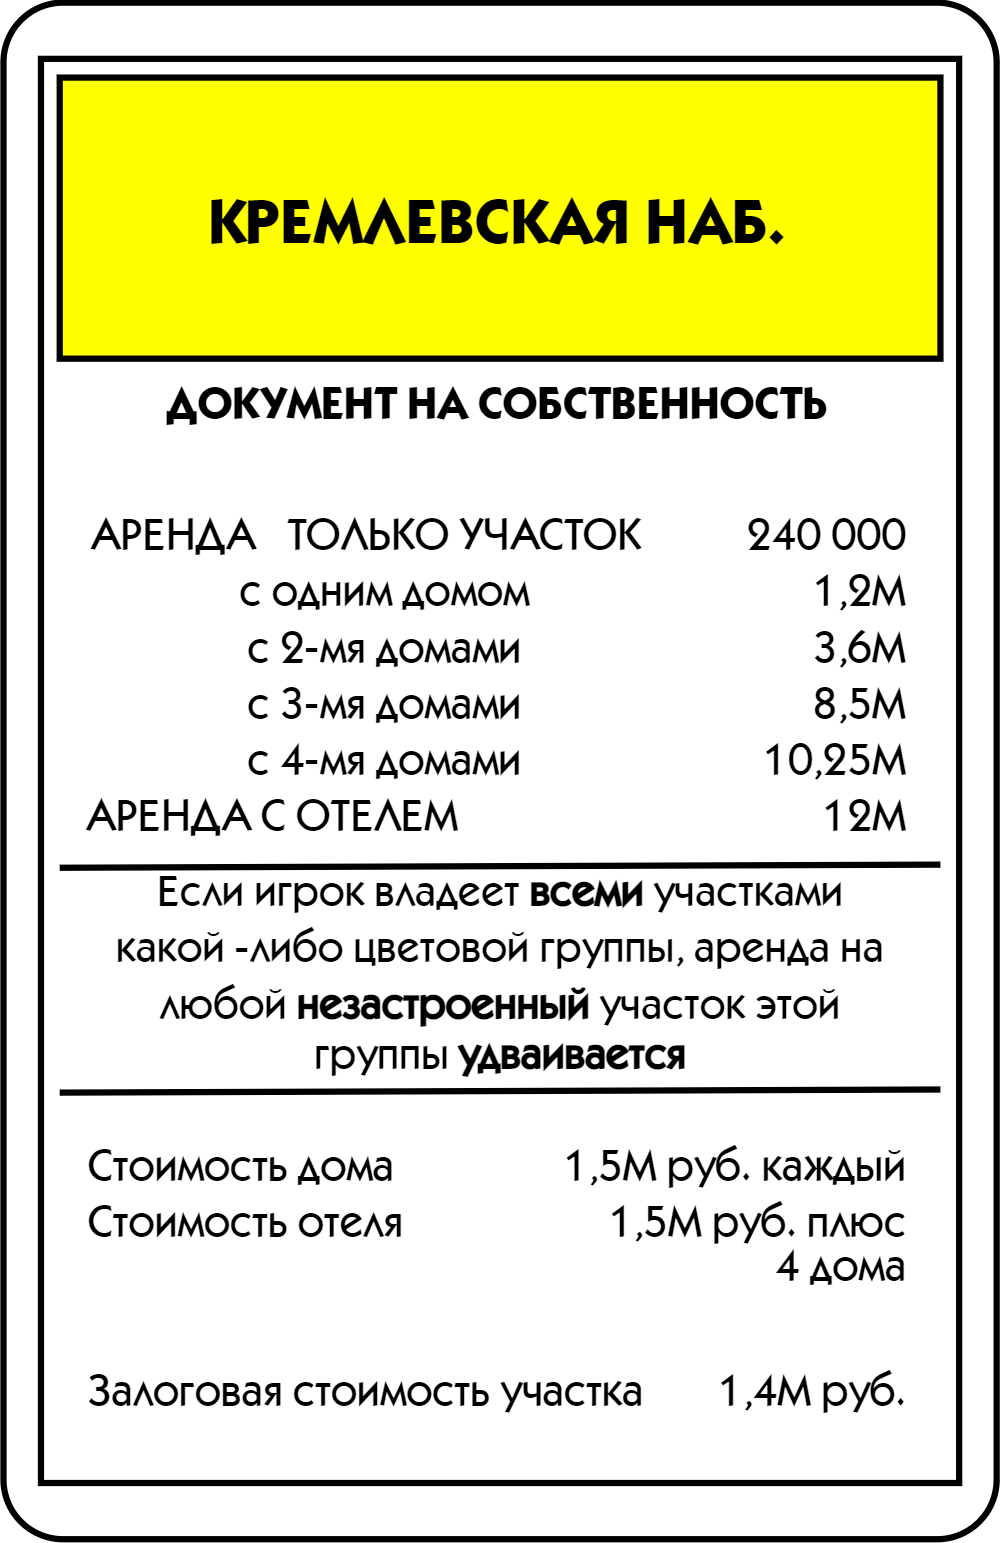 КРЕМЛЕВСКАЯ НАБ.
ДОКУМЕНТ НА СОБСТВЕННОСТЬ
АРЕНДА ТОЛЬКО УЧАСТОК 240 000
с одним домом 1,2М
с 2-мя домами 3,6М
с 3-мя домами 8,5М
с 4-мя домами 10,25М
АРЕНДА С ОТЕЛЕМ 12М
Если игрок владеет всеми участками
какой -либо цветовой группы, аренда на
любой незастроенный участок этой
группы удваивается
Стоимость дома 1,5М руб. каждый
Стоимость отеля 1,5М руб. плюс
4 дома
Залоговая стоимость участка 1,4М руб.